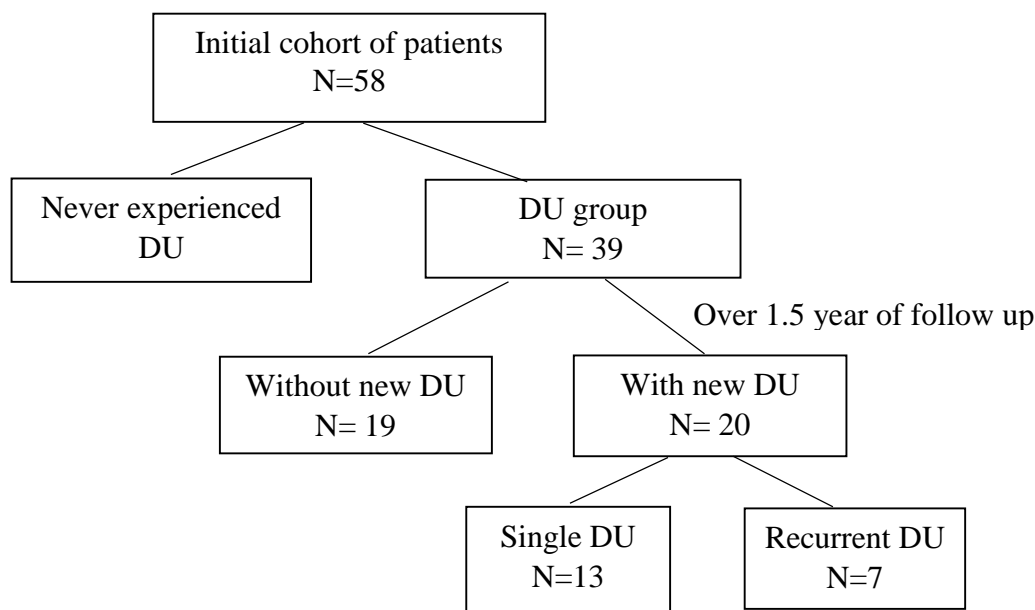 Initial cohort of patients
N=58
Never experienced
DU
DU group
N= 39
Over 1.5 year of follow up
Without new DU
N= 19
With new DU
N= 20
Single DU
N=13
Recurrent DU
N=7